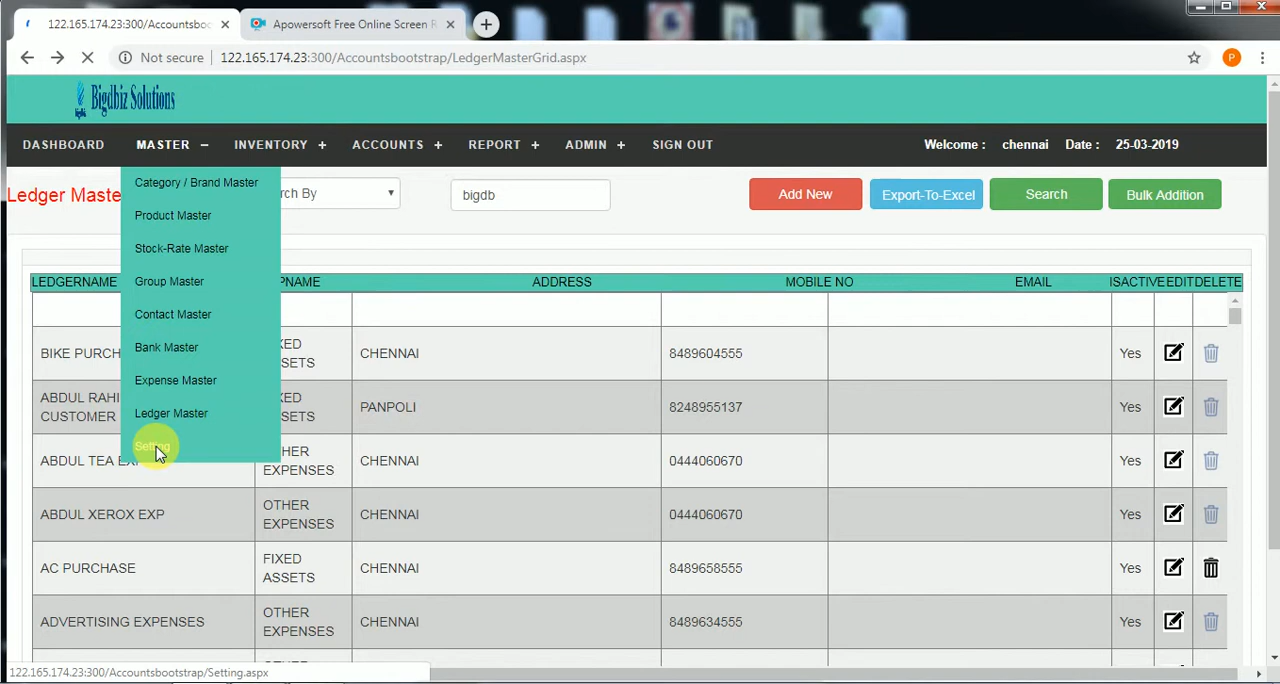 122.165.174.23:300/Accountsbootst
Apowersoft Free Online Screen R
Not secure
122.165.174.23:300/Accountsbootstrap/LedgerMasterGrid.aspx
P
Bigdbiz Solutions
DASHBOARD MASTER − INVENTORY + ACCOUNTS + REPORT + ADMIN + SIGN OUT Welcome : chennai Date : 25-03-2019
Ledger Maste
rch By
bigdb
Add New
Export-To-Excel
Search
Bulk Addition
Category / Brand Master
Product Master
Stock-Rate Master
Group Master
Contact Master
Bank Master
Expense Master
Ledger Master
Setting
LEDGERNAME PNAME ADDRESS MOBILE NO EMAIL ISACTIVE EDIT DELETE
BIKE PURCH XED ASSETS CHENNAI 8489604555 Yes
ABDUL RAHI CUSTOMER FIXED ASSETS PANPOLI 8248955137 Yes
ABDUL TEA EX HER EXPENSES CHENNAI 0444060670 Yes
ABDUL XEROX EXP OTHER EXPENSES CHENNAI 0444060670 Yes
AC PURCHASE FIXED ASSETS CHENNAI 8489658555 Yes
ADVERTISING EXPENSES OTHER EXPENSES CHENNAI 8489634555 Yes
122.165.174.23:300/Accountsbootstrap/Setting.aspx